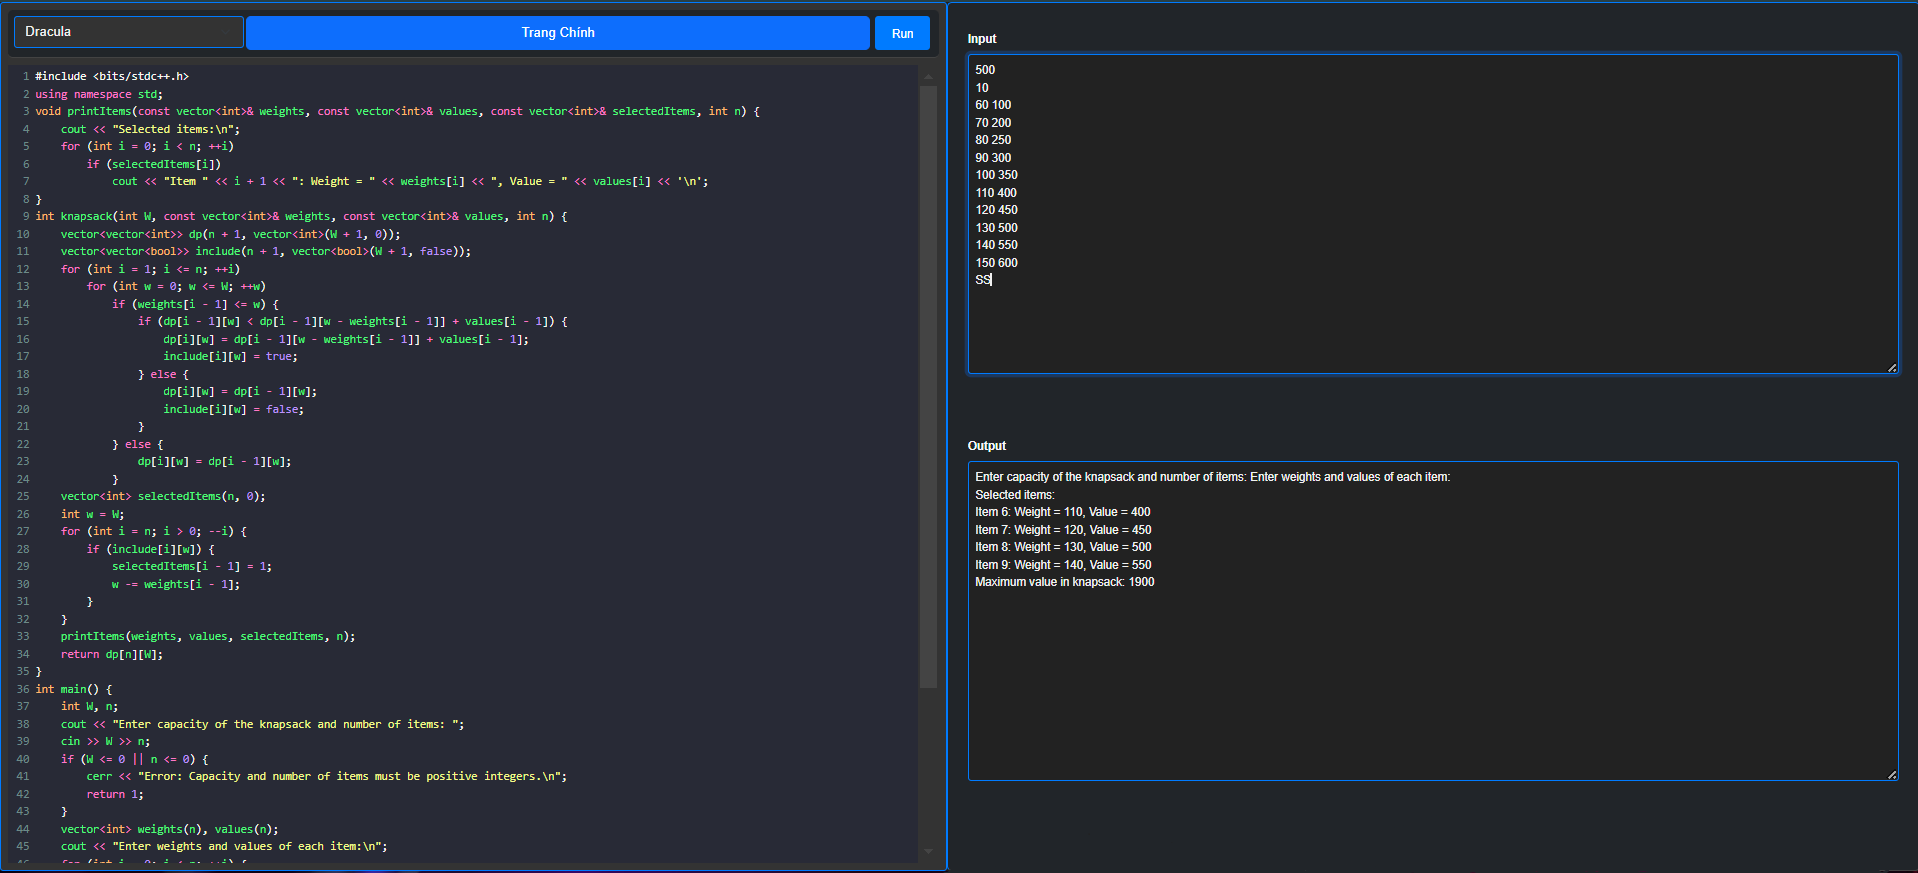 Dracula
Trang Chính
Run
1 #include <bits/stdc++.h>
2 using namespace std;
3 void printItems(const vector<int>& weights, const vector<int>& values, const vector<int>& selectedItems, int n) {
4     cout << "Selected items:\n";
5     for (int i = 0; i < n; ++i)
6         if (selectedItems[i])
7             cout << "Item " << i + 1 << ": Weight = " << weights[i] << ", Value = " << values[i] << '\n';
8 }
9 int knapsack(int W, const vector<int>& weights, const vector<int>& values, int n) {
10     vector<vector<int>> dp(n + 1, vector<int>(W + 1, 0));
11     vector<vector<bool>> include(n + 1, vector<bool>(W + 1, false));
12     for (int i = 1; i <= n; ++i)
13         for (int w = 0; w <= W; ++w)
14             if (weights[i - 1] <= w) {
15                 if (dp[i - 1][w] < dp[i - 1][w - weights[i - 1]] + values[i - 1]) {
16                     dp[i][w] = dp[i - 1][w - weights[i - 1]] + values[i - 1];
17                     include[i][w] = true;
18                 } else {
19                     dp[i][w] = dp[i - 1][w];
20                     include[i][w] = false;
21                 }
22             } else {
23                 dp[i][w] = dp[i - 1][w];
24             }
25     vector<int> selectedItems(n, 0);
26     int w = W;
27     for (int i = n; i > 0; --i) {
28         if (include[i][w]) {
29             selectedItems[i - 1] = 1;
30             w -= weights[i - 1];
31         }
32     }
33     printItems(weights, values, selectedItems, n);
34     return dp[n][W];
35 }
36 int main() {
37     int W, n;
38     cout << "Enter capacity of the knapsack and number of items: ";
39     cin >> W >> n;
40     if (W <= 0 || n <= 0) {
41         cerr << "Error: Capacity and number of items must be positive integers.\n";
42         return 1;
43     }
44     vector<int> weights(n), values(n);
45     cout << "Enter weights and values of each item:\n";
Input
500
10
60 100
70 200
80 250
90 300
100 350
110 400
120 450
130 500
140 550
150 600
SS
Output
Enter capacity of the knapsack and number of items: Enter weights and values of each item:
Selected items:
Item 6: Weight = 110, Value = 400
Item 7: Weight = 120, Value = 450
Item 8: Weight = 130, Value = 500
Item 9: Weight = 140, Value = 550
Maximum value in knapsack: 1900